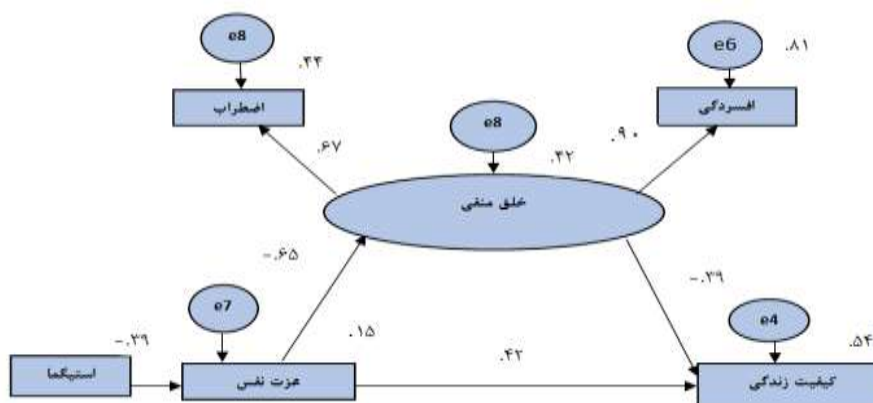 e8
.۴۴
اضطراب
e6
.۸۱
افسردگی
e8
.۴۲
خلق منفی
.۶۷
.۹۰
-.۶۵
-.۳۹
e7
.۱۵
-.۳۹
استیگما
عزت نفس
.۴۲
e4
.۵۴
کیفیت زندگی